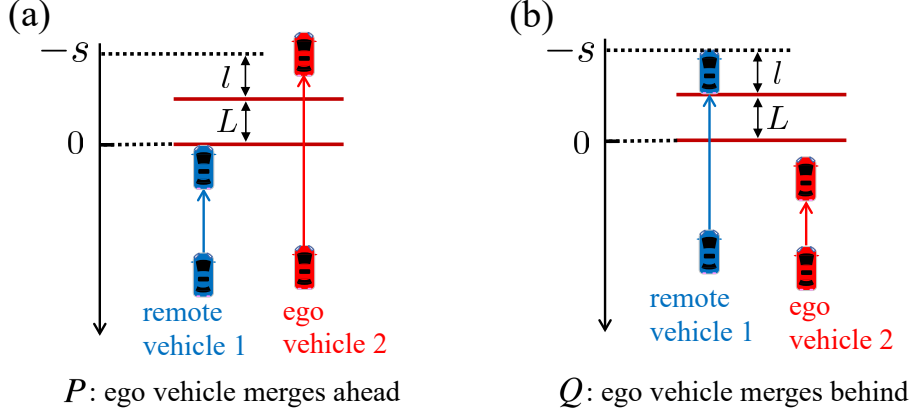 (a)
−s
l
L
0
remote
vehicle 1
ego
vehicle 2
P: ego vehicle merges ahead
(b)
−s
l
L
0
remote
vehicle 1
ego
vehicle 2
Q: ego vehicle merges behind